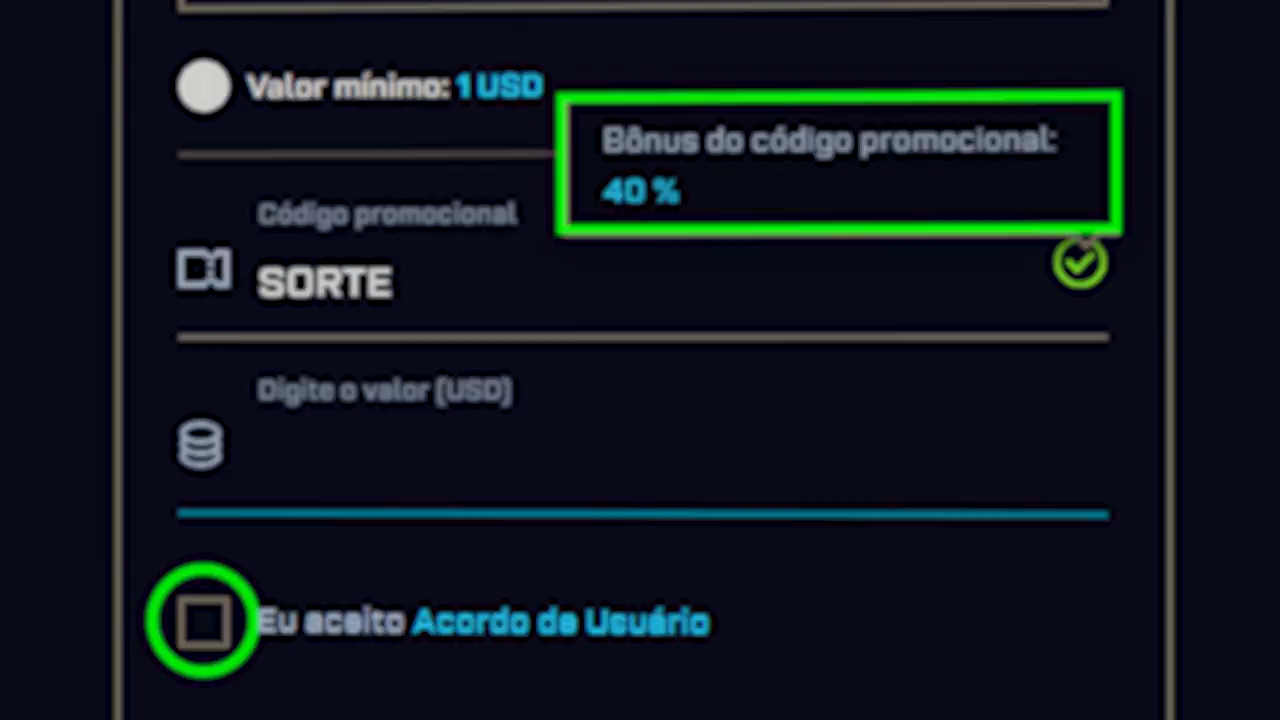 Valor mínimo: 1 USD
Bônus do código promocional:
40 %
Código promocional
SORTE
Digite o valor (USD)
Eu aceito Acordo de Usuário